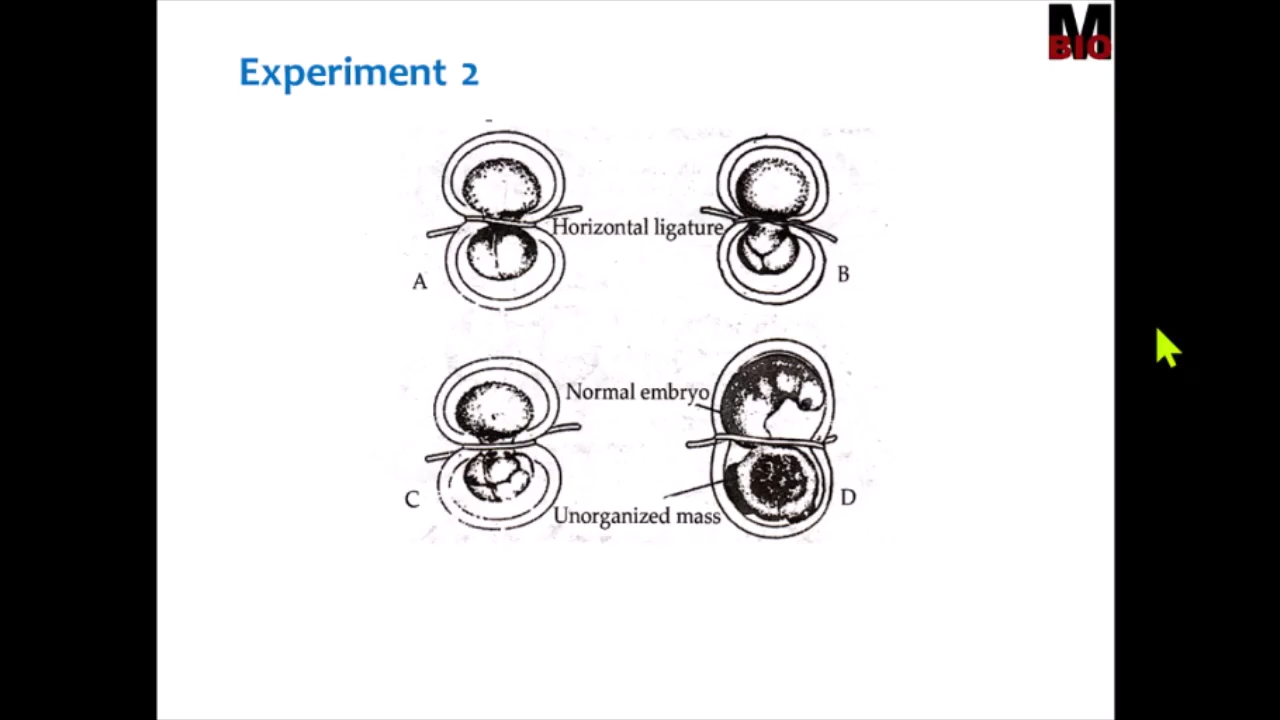 M
BIO
Experiment 2
Horizontal ligature
A
B
Normal embryo
C
Unorganized mass
D